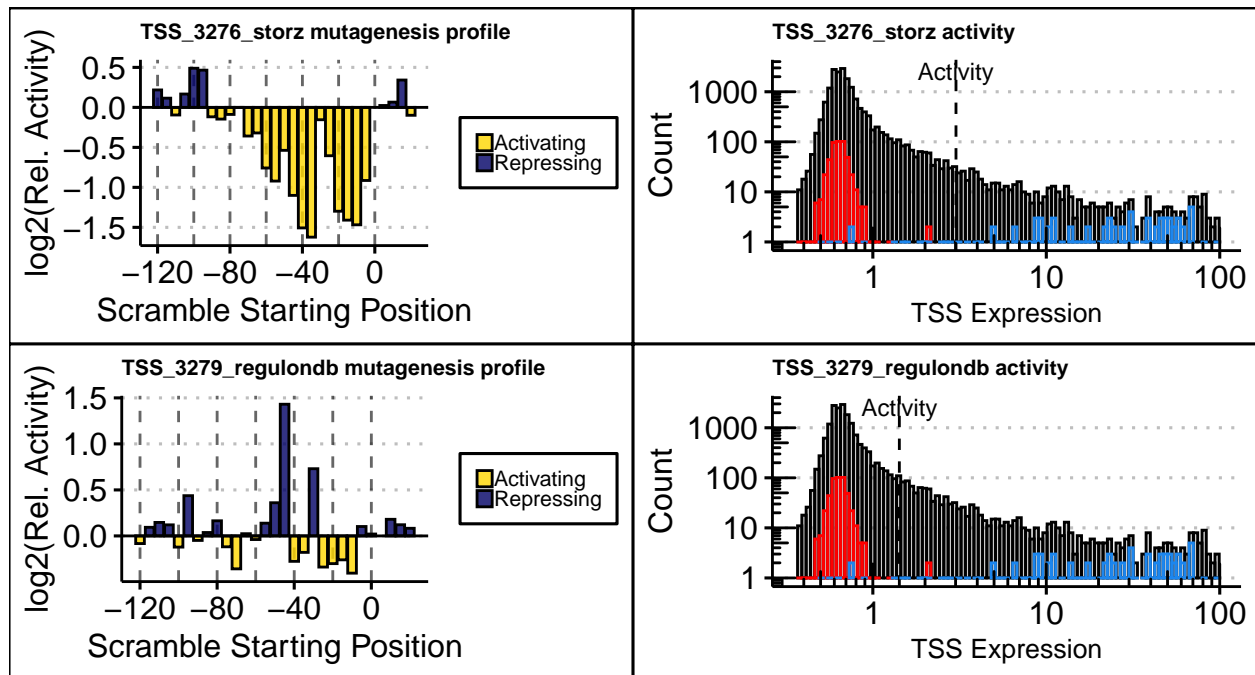 TSS_3276_storz mutagenesis profile
log2(Rel. Activity)
0.5
0.0
−0.5
−1.0
−1.5
−120
−80
−40
0
Scramble Starting Position
Activating
Repressing
TSS_3276_storz activity
Activity
Count
1000
100
10
1
1
10
100
TSS Expression
TSS_3279_regulondb mutagenesis profile
log2(Rel. Activity)
1.5
1.0
0.5
0.0
−120
−80
−40
0
Scramble Starting Position
Activating
Repressing
TSS_3279_regulondb activity
Activity
Count
1000
100
10
1
1
10
100
TSS Expression